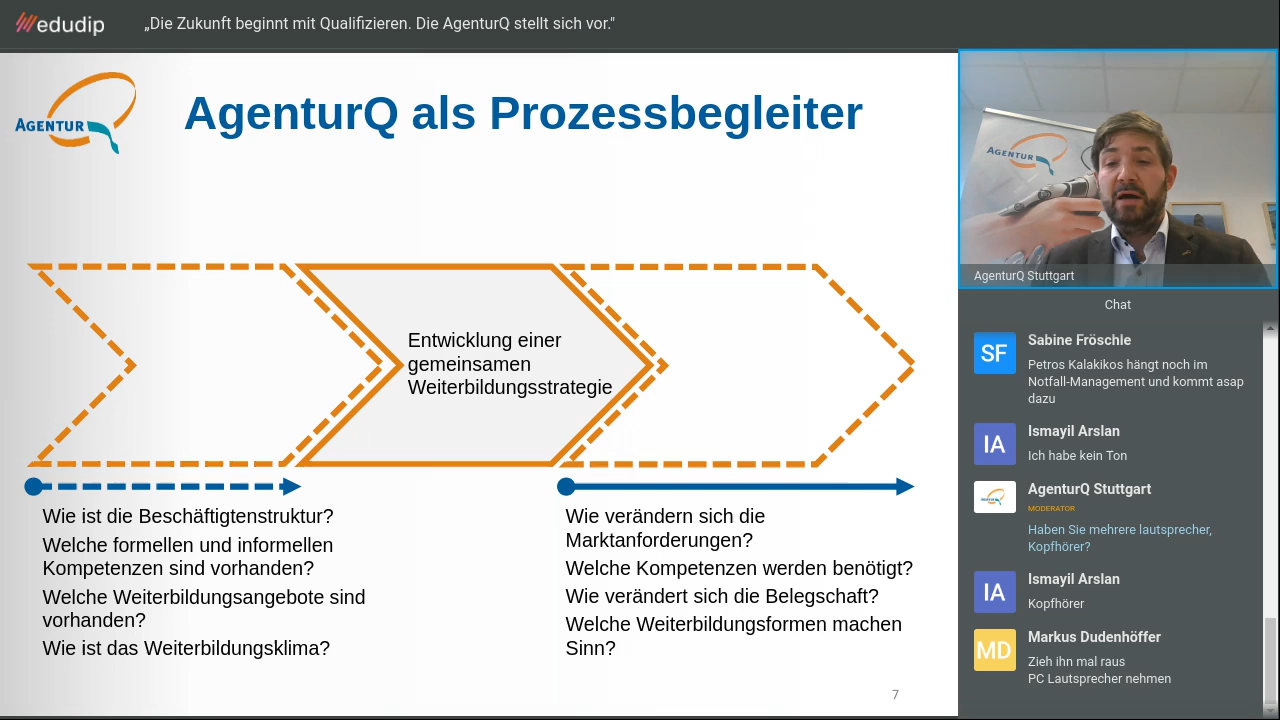 edudip
„Die Zukunft beginnt mit Qualifizieren. Die AgenturQ stellt sich vor."
AGENTUR
AgenturQ als Prozessbegleiter
Entwicklung einer
gemeinsamen
Weiterbildungsstrategie
Wie ist die Beschäftigtenstruktur?
Welche formellen und informellen
Kompetenzen sind vorhanden?
Welche Weiterbildungsangebote sind
vorhanden?
Wie ist das Weiterbildungsklima?
Wie verändern sich die
Marktanforderungen?
Welche Kompetenzen werden benötigt?
Wie verändert sich die Belegschaft?
Welche Weiterbildungsformen machen
Sinn?
7
AGENTUR
AgenturQ Stuttgart
Chat
SF
Sabine Fröschle
Petros Kalakikos hängt noch im
Notfall-Management und kommt asap
dazu
IA
Ismayil Arslan
Ich habe kein Ton
AgenturQ Stuttgart
MODERATOR
Haben Sie mehrere lautsprecher,
Kopfhörer?
IA
Ismayil Arslan
Kopfhörer
MD
Markus Dudenhöffer
Zieh ihn mal raus
PC Lautsprecher nehmen